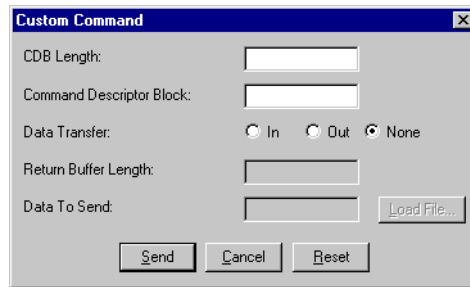 Custom Command
CDB Length:
Command Descriptor Block:
Data Transfer: In Out None
Return Buffer Length:
Data To Send: Load File...
Send Cancel Reset